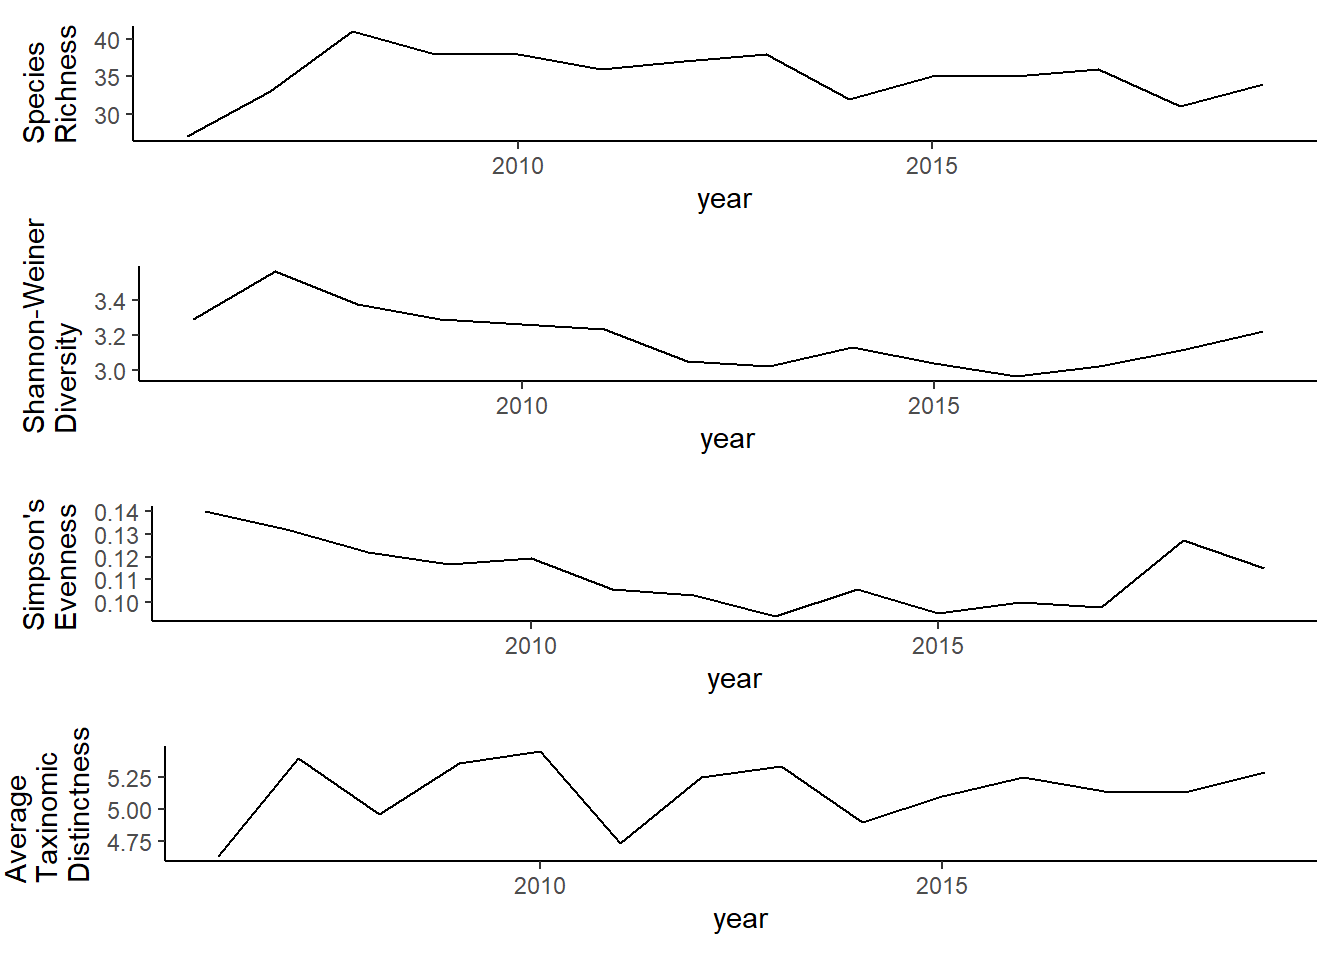 Species
Richness
40
35
30
2010
2015
year
Shannon-Weiner
Diversity
3.4
3.2
3.0
2010
2015
year
Simpson's
Evenness
0.14
0.13
0.12
0.11
0.10
2010
2015
year
Average
Taxinomic
Distinctness
5.25
5.00
4.75
2010
2015
year